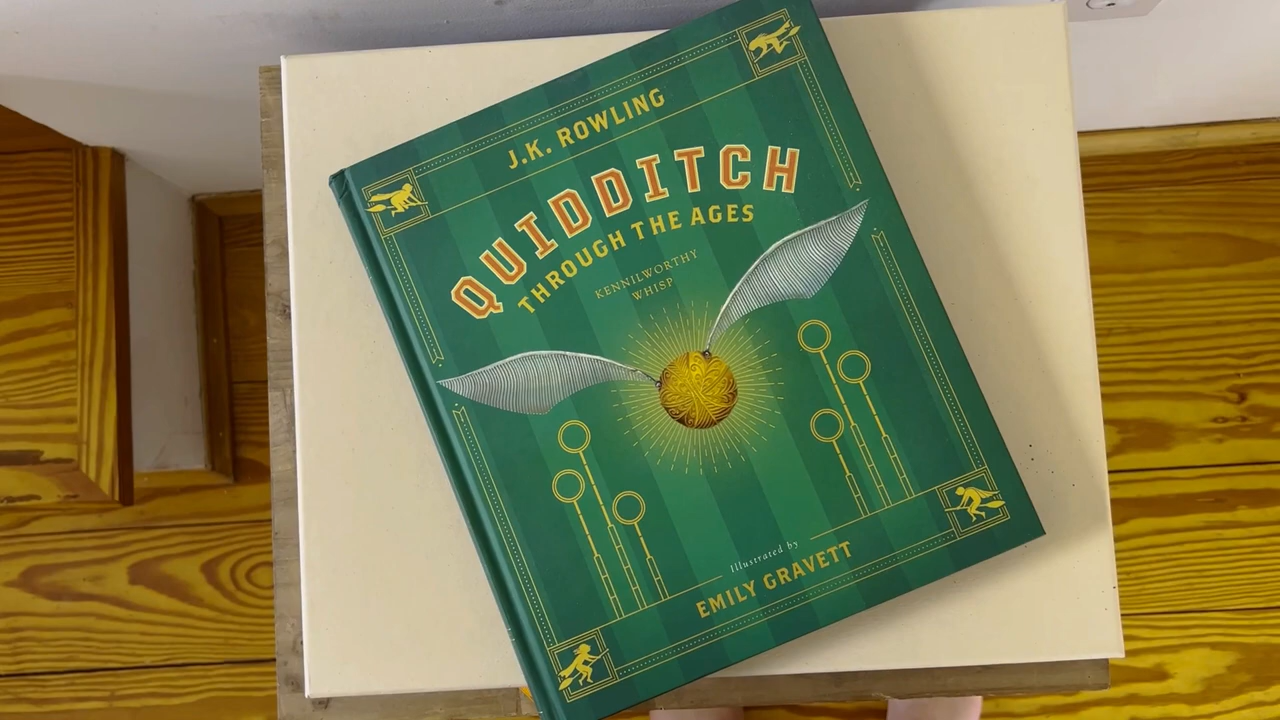 J.K. ROWLING
QUIDDITCH
THROUGH THE AGES
KENNILWORTHY
WHISP
Illustrated by
EMILY GRAVETT